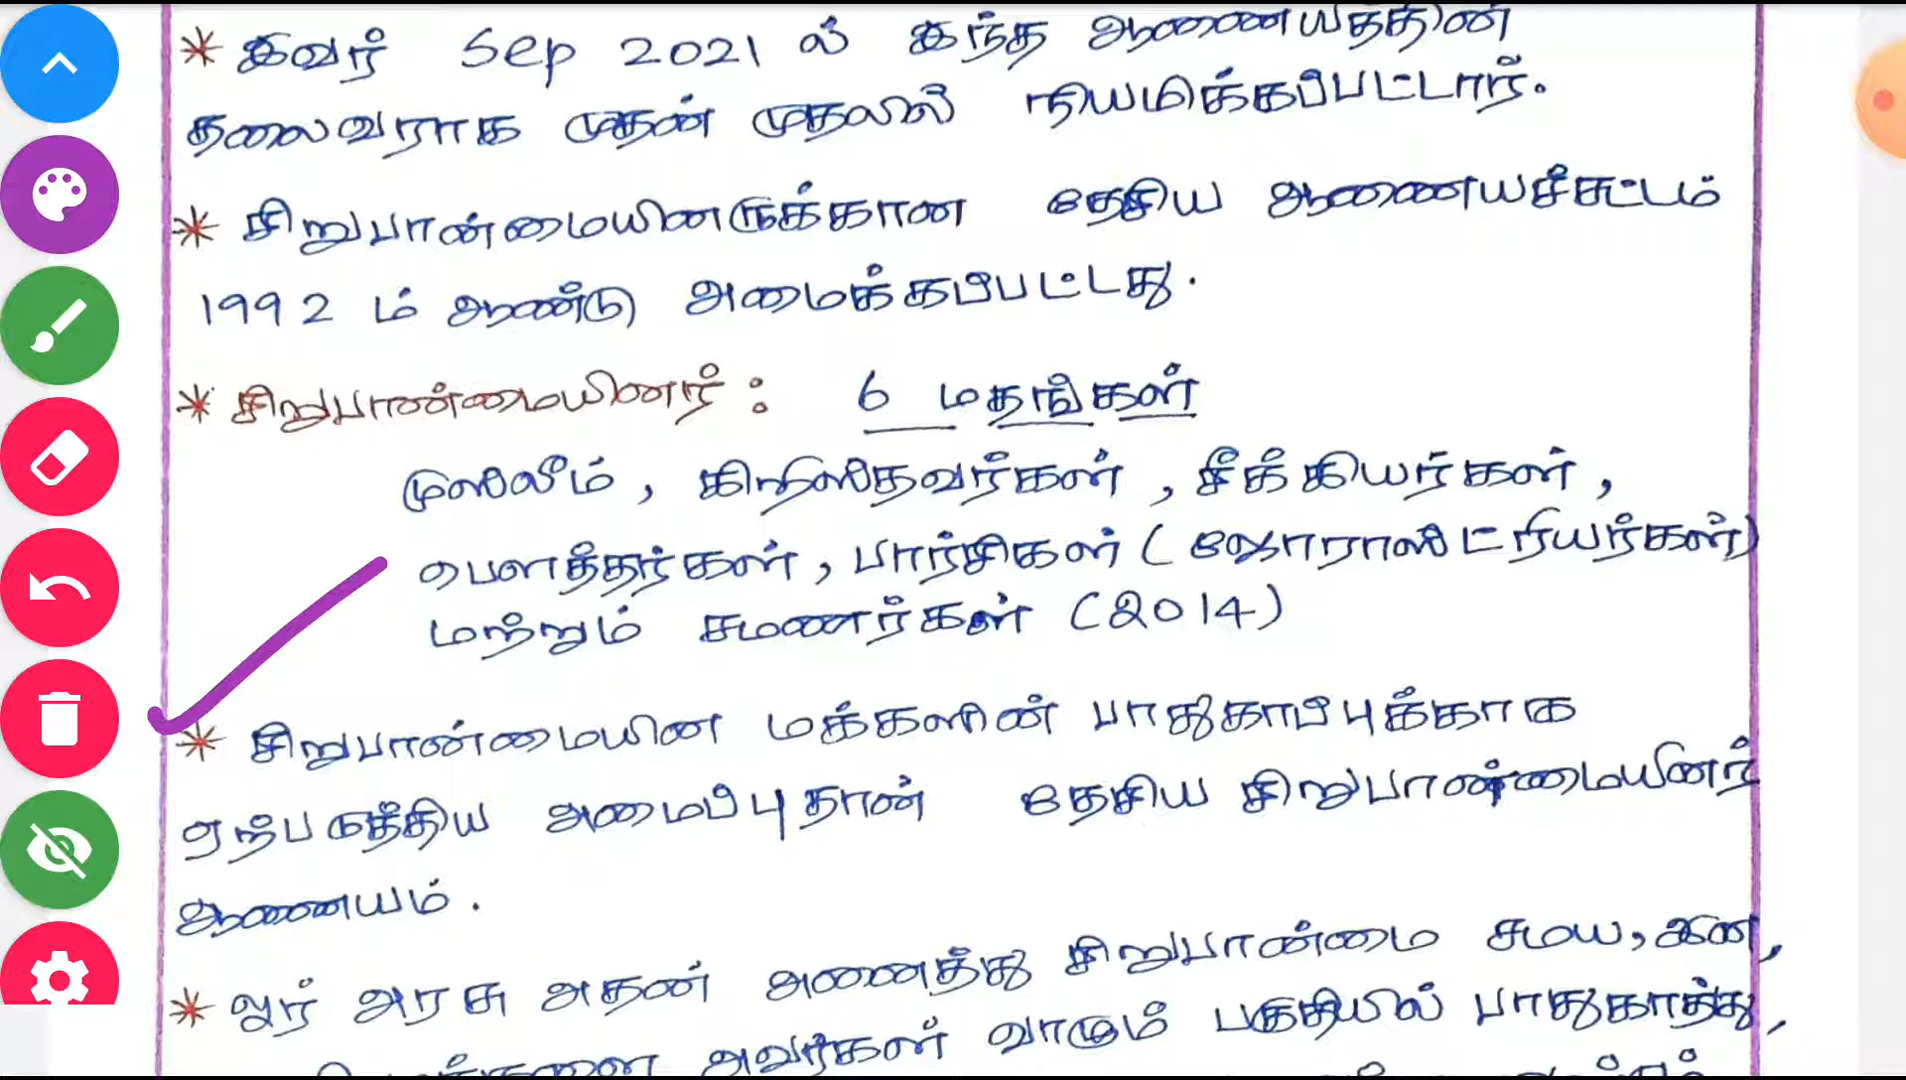 * இவர் Sep 2021 ல் இந்த ஆணையத்தின்
தலைவராக முதன் முதலில் நியமிக்கப்பட்டார்.
* சிறுபான்மையினருக்கான தேசிய ஆணையச்சட்டம்
1992 ம் ஆண்டு அமைக்கப்பட்டது.
* சிறுபான்மையினர் : 6 மதங்கள்
முஸ்லீம், கிறிஸ்தவர்கள், சீக்கியர்கள்,
பௌத்தர்கள், பார்சிகள் (ஜோராஸ்ட்ரியர்கள்)
மற்றும் சமணர்கள் (2014)
* சிறுபான்மையின மக்களின் பாதுகாப்புக்காக
ஏற்படுத்திய அமைப்புதான் தேசிய சிறுபான்மையினர்
ஆணையம்.
* ஓர் அரசு அதன் அனைத்து சிறுபான்மை சமய, இன,
அவர்கள் வாழும் பகுதியில் பாதுகாத்து,